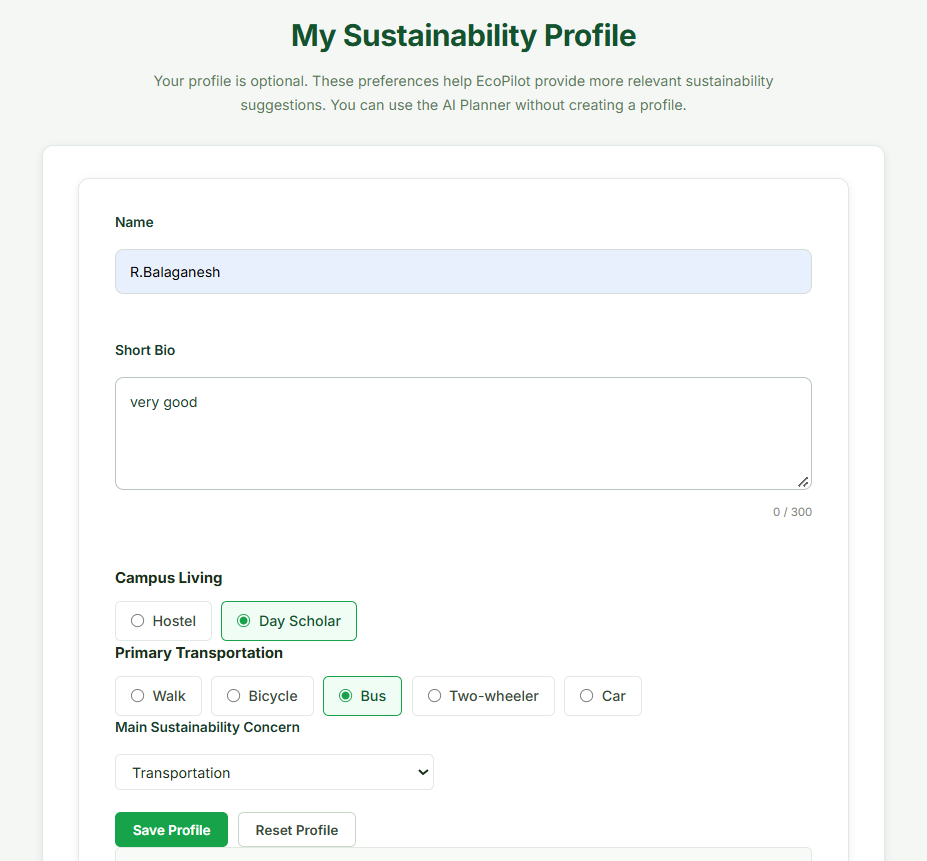 My Sustainability Profile
Your profile is optional. These preferences help EcoPilot provide more relevant sustainability
suggestions. You can use the AI Planner without creating a profile.
Name
R.Balaganesh
Short Bio
very good
0 / 300
Campus Living
Hostel Day Scholar
Primary Transportation
Walk Bicycle Bus Two-wheeler Car
Main Sustainability Concern
Transportation
Save Profile Reset Profile